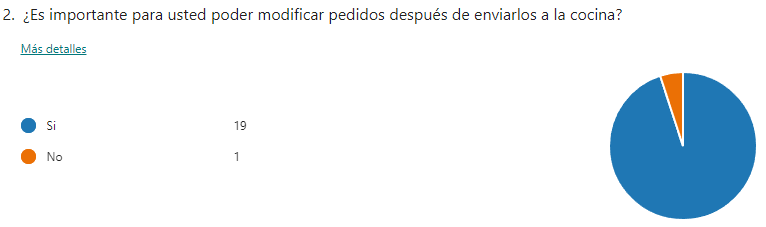 2. ¿Es importante para usted poder modificar pedidos después de enviarlos a la cocina?
Más detalles
Si 19
No 1